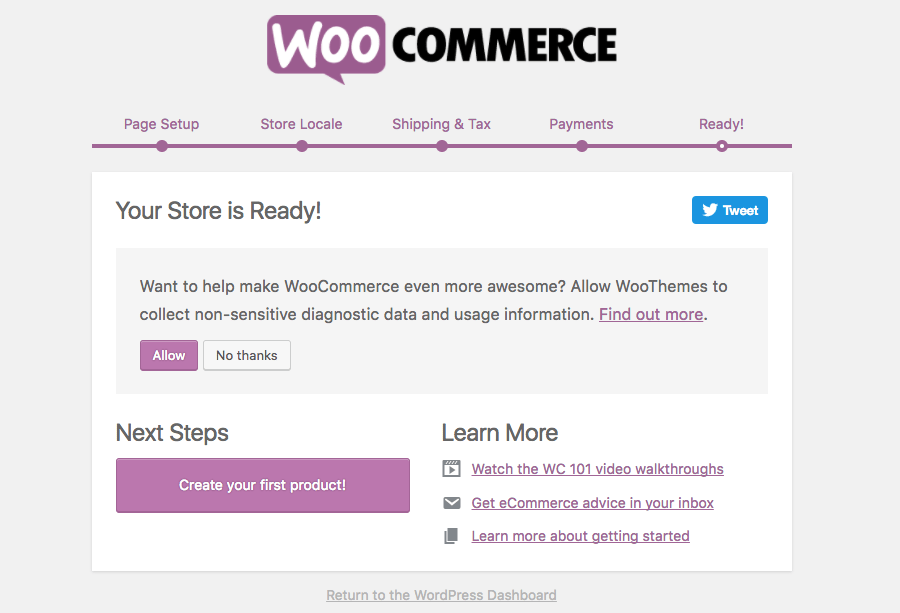 WOO COMMERCE
Page Setup
Store Locale
Shipping & Tax
Payments
Ready!
Your Store is Ready!
Tweet
Want to help make WooCommerce even more awesome? Allow WooThemes to
collect non-sensitive diagnostic data and usage information. Find out more.
Allow
No thanks
Next Steps
Create your first product!
Learn More
Watch the WC 101 video walkthroughs
Get eCommerce advice in your inbox
Learn more about getting started
Return to the WordPress Dashboard